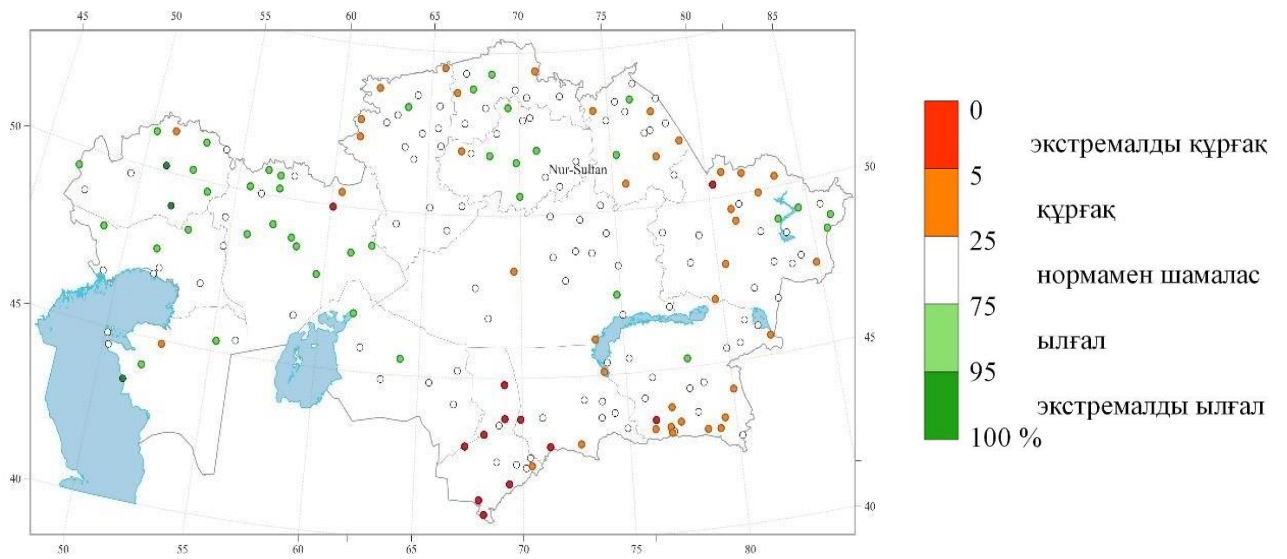 45 50 55 60 65 70 75 80 85
50
45
40
50
45
40
50 55 60 65 70 75 80
Nur-Sultan
0
экстремалды құрғақ
5
құрғақ
25
нормамен шамалас
75
ылғал
95
экстремалды ылғал
100 %